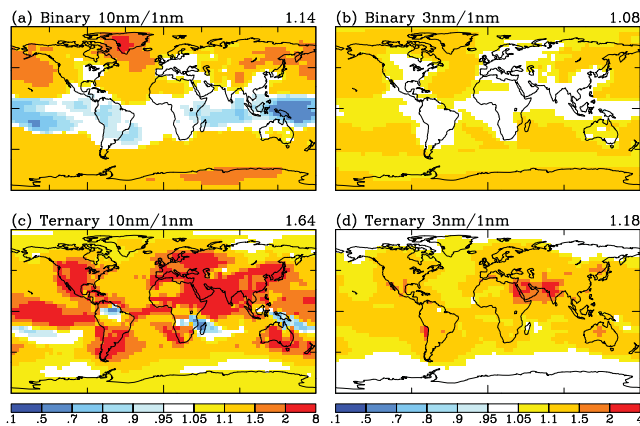 (a) Binary 10nm/1nm 1.14
(b) Binary 3nm/1nm 1.08
(c) Ternary 10nm/1nm 1.64
(d) Ternary 3nm/1nm 1.18
.1 .5 .7 .8 .9 .95 1.05 1.1 1.5 2 8
.1 .5 .7 .8 .9 .95 1.05 1.1 1.5 2 4